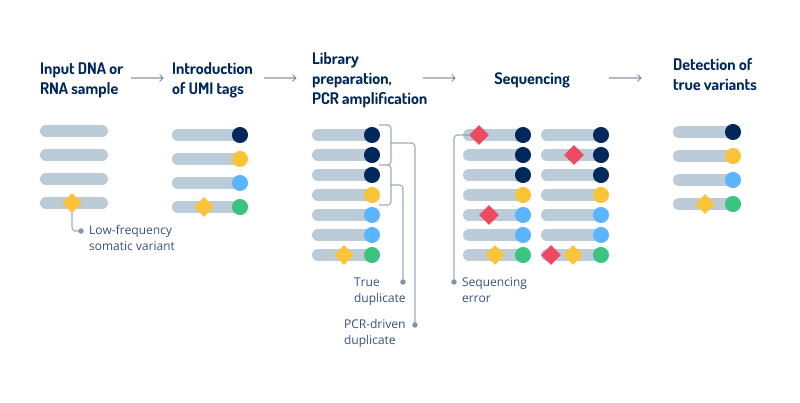 Input DNA or
RNA sample
Introduction
of UMI tags
Library
preparation,
PCR amplification
Sequencing
Detection of
true variants
Low-frequency
somatic variant
True
duplicate
PCR-driven
duplicate
Sequencing
error